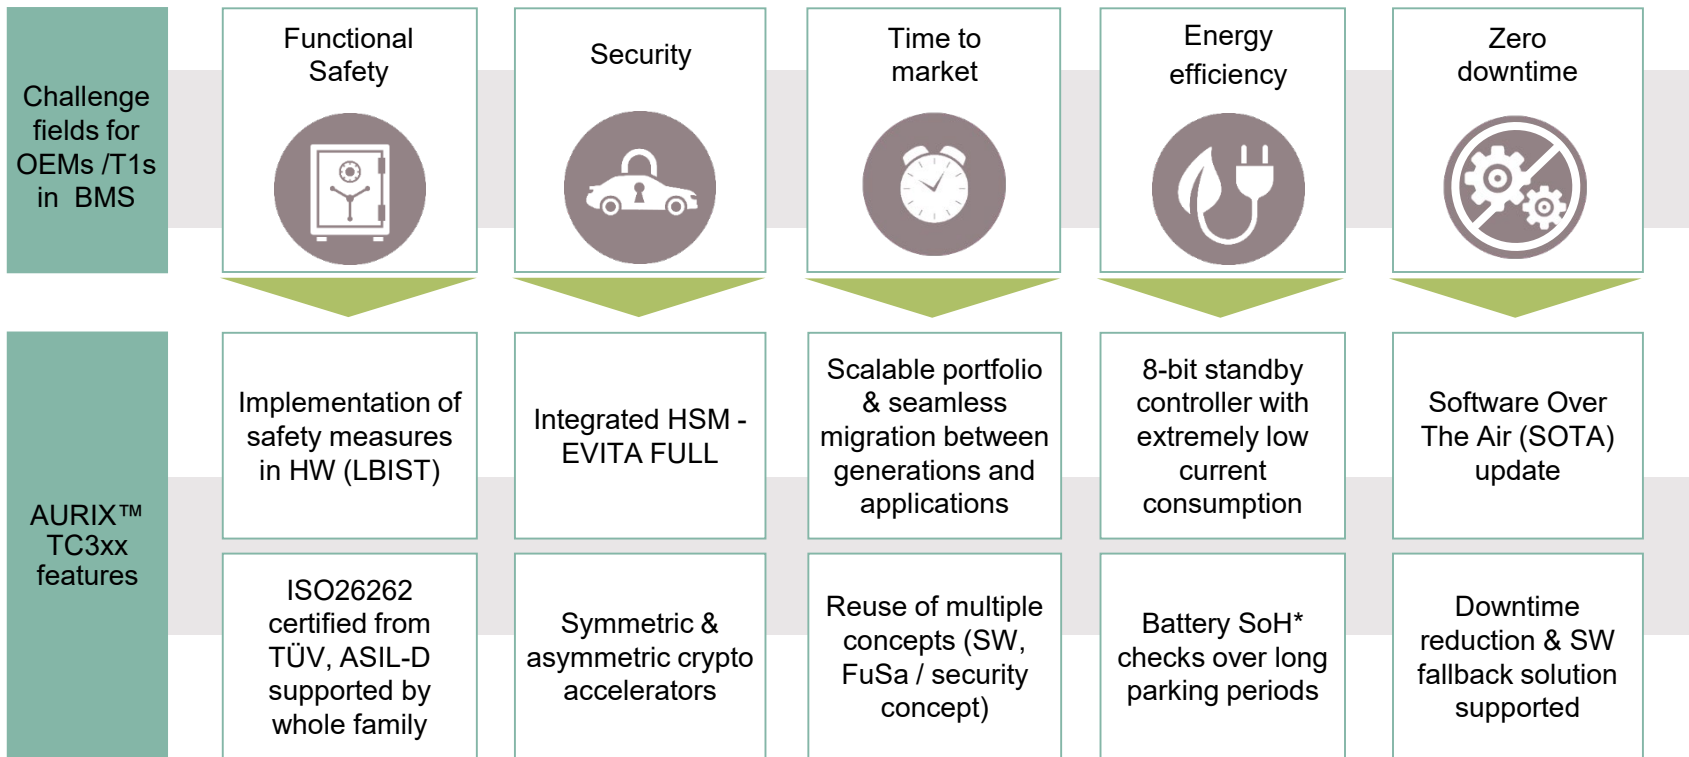 Challenge
fields for
OEMs /T1s
in BMS
Functional
Safety
Security
Time to
market
Energy
efficiency
Zero
downtime
AURIX™
TC3xx
features
Implementation of
safety measures
in HW (LBIST)
Integrated HSM -
EVITA FULL
Scalable portfolio
& seamless
migration between
generations and
applications
8-bit standby
controller with
extremely low
current
consumption
Software Over
The Air (SOTA)
update
ISO26262
certified from
TÜV, ASIL-D
supported by
whole family
Symmetric &
asymmetric crypto
accelerators
Reuse of multiple
concepts (SW,
FuSa / security
concept)
Battery SoH*
checks over long
parking periods
Downtime
reduction & SW
fallback solution
supported